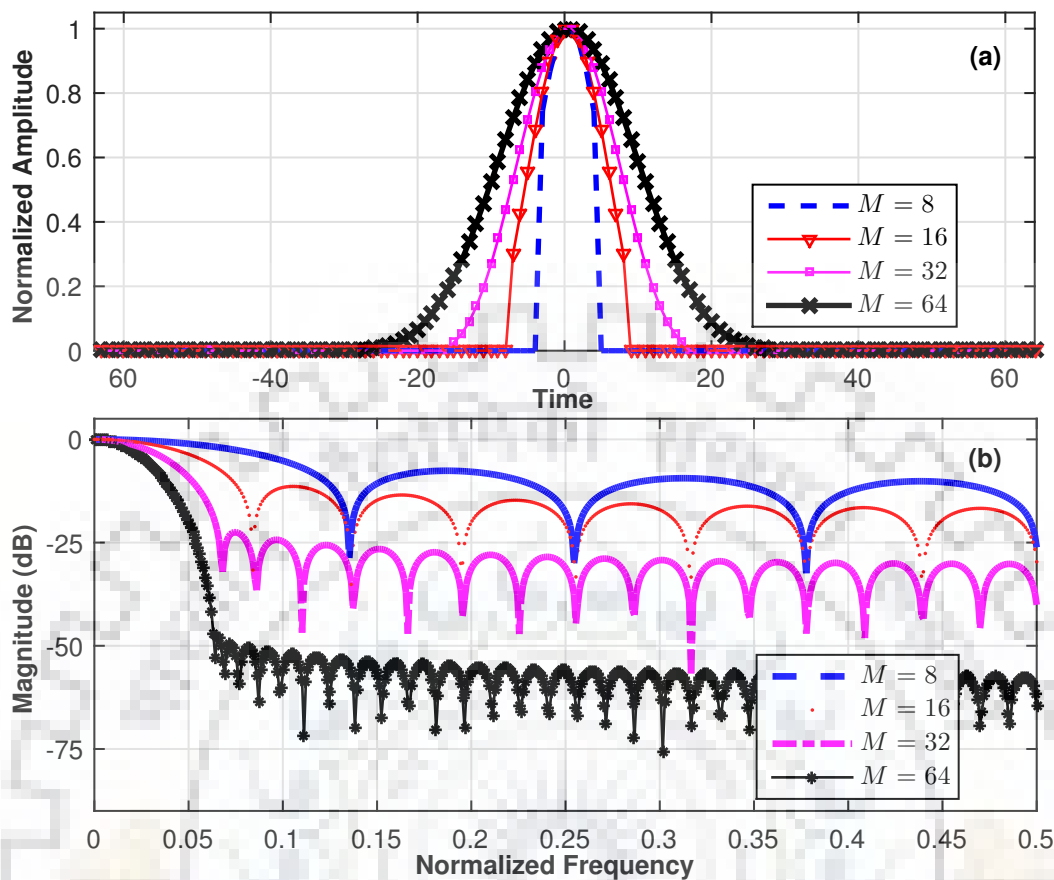 (a)
Normalized Amplitude
1
0.8
0.6
0.4
0.2
0
M = 8
M = 16
M = 32
M = 64
60 -40 -20 0 20 40 60
Time
(b)
Magnitude (dB)
0
-25
-50
-75
M = 8
M = 16
M = 32
M = 64
0 0.05 0.1 0.15 0.2 0.25 0.3 0.35 0.4 0.45 0.5
Normalized Frequency